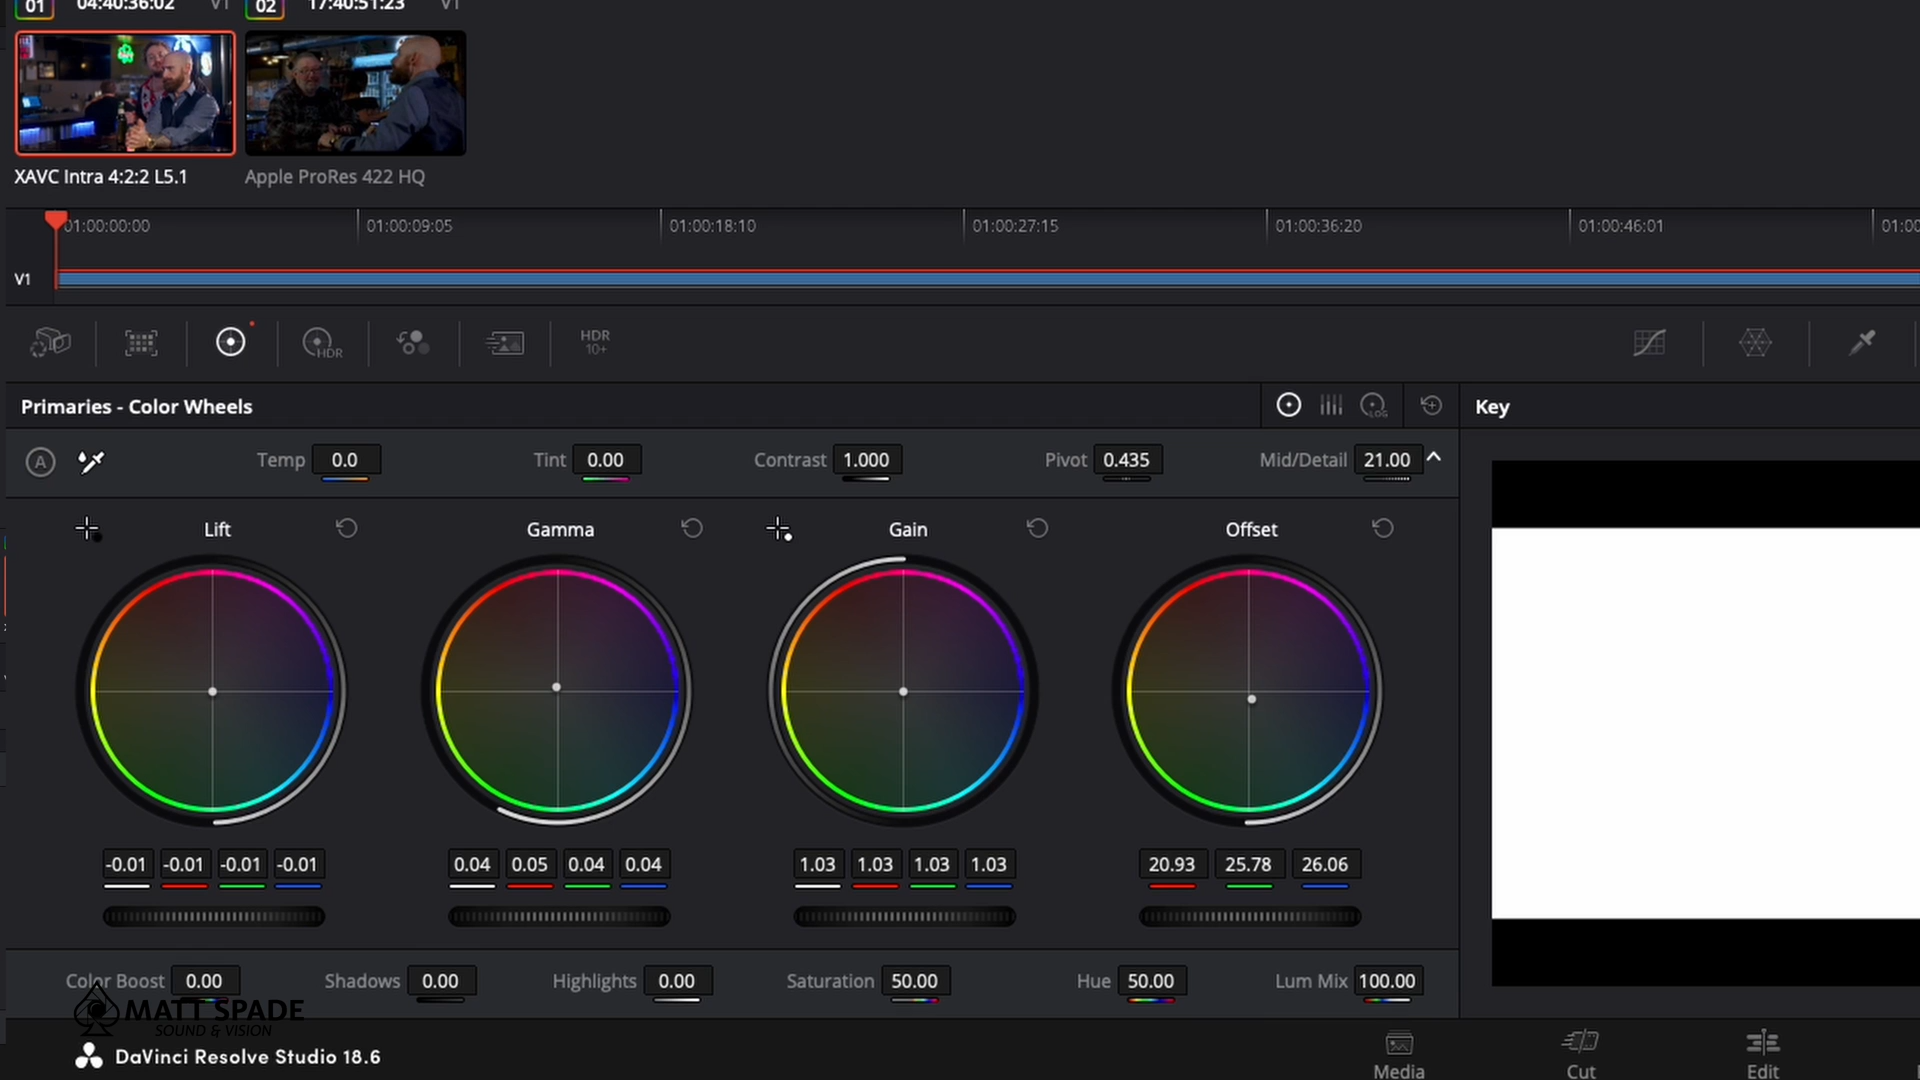 01 04:40:36:02 V1 02 17:40:51:23 V1
XAVC Intra 4:2:2 L5.1 Apple ProRes 422 HQ
01:00:00:00 01:00:09:05 01:00:18:10 01:00:27:15 01:00:36:20 01:00:46:01 01:00
V1
HDR HDR
10+
Primaries - Color Wheels LOG Key
A Temp 0.0 Tint 0.00 Contrast 1.000 Pivot 0.435 Mid/Detail 21.00
Lift Gamma Gain Offset
-0.01 -0.01 -0.01 -0.01 0.04 0.05 0.04 0.04 1.03 1.03 1.03 1.03 20.93 25.78 26.06
Color Boost 0.00 Shadows 0.00 Highlights 0.00 Saturation 50.00 Hue 50.00 Lum Mix 100.00
MATT SPADE
SOUND & VISION
DaVinci Resolve Studio 18.6
Media Cut Edit